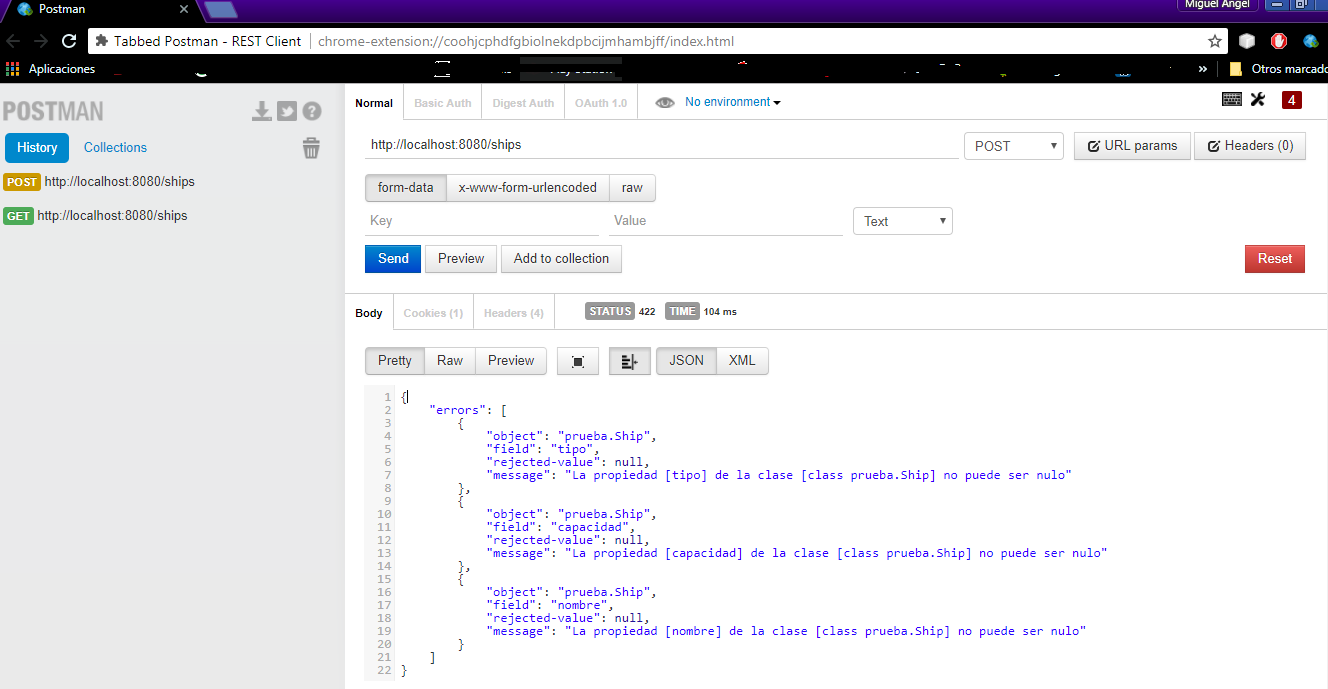 Postman
Miguel Angel
Tabbed Postman - REST Client
chrome-extension://coohjcphdfgbiolnekdpbcijmhambjff/index.html
Aplicaciones
»
Otros marcado
POSTMAN
History
Collections
POST http://localhost:8080/ships
GET http://localhost:8080/ships
Normal
Basic Auth
Digest Auth
OAuth 1.0
No environment
4
http://localhost:8080/ships
POST
URL params
Headers (0)
form-data
x-www-form-urlencoded
raw
Key
Value
Text
Send
Preview
Add to collection
Reset
Body
Cookies (1)
Headers (4)
STATUS 422
TIME 104 ms
Pretty
Raw
Preview
JSON
XML
1 {
2 "errors": [
3 {
4 "object": "prueba.Ship",
5 "field": "tipo",
6 "rejected-value": null,
7 "message": "La propiedad [tipo] de la clase [class prueba.Ship] no puede ser nulo"
8 },
9 {
10 "object": "prueba.Ship",
11 "field": "capacidad",
12 "rejected-value": null,
13 "message": "La propiedad [capacidad] de la clase [class prueba.Ship] no puede ser nulo"
14 },
15 {
16 "object": "prueba.Ship",
17 "field": "nombre",
18 "rejected-value": null,
19 "message": "La propiedad [nombre] de la clase [class prueba.Ship] no puede ser nulo"
20 }
21 ]
22 }